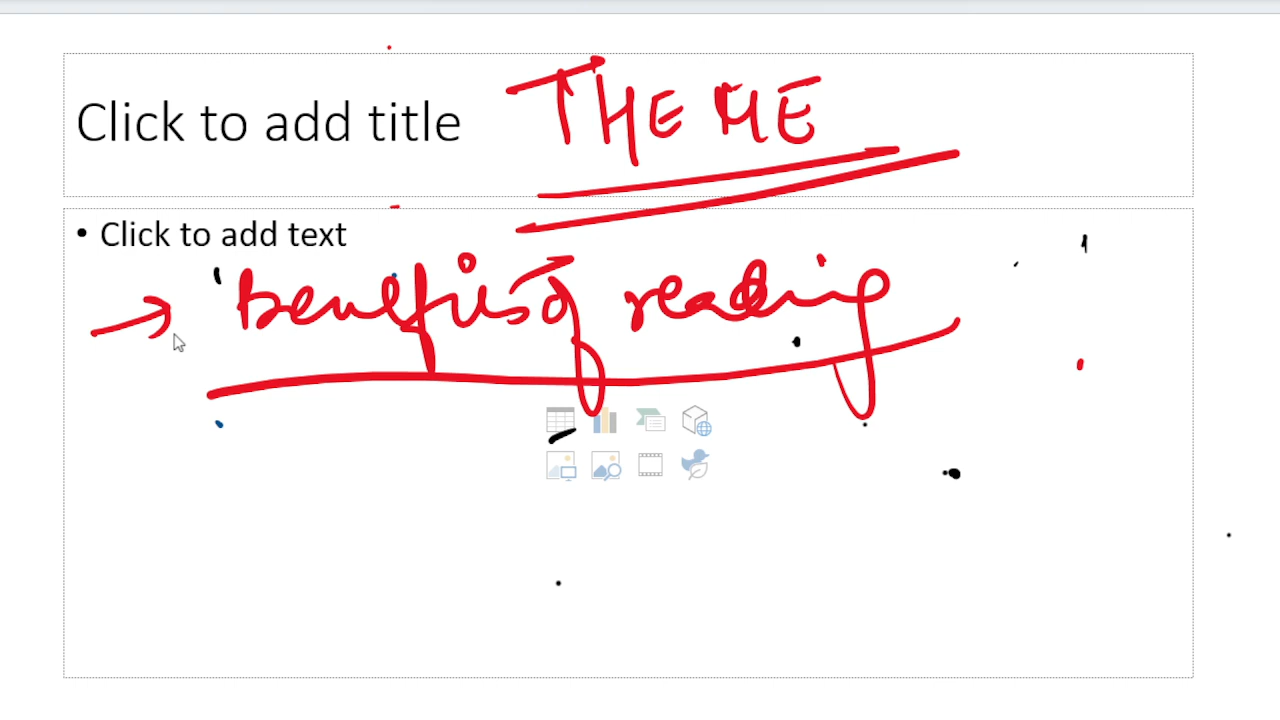 Click to add title THEME
• Click to add text
→ benefits of reading